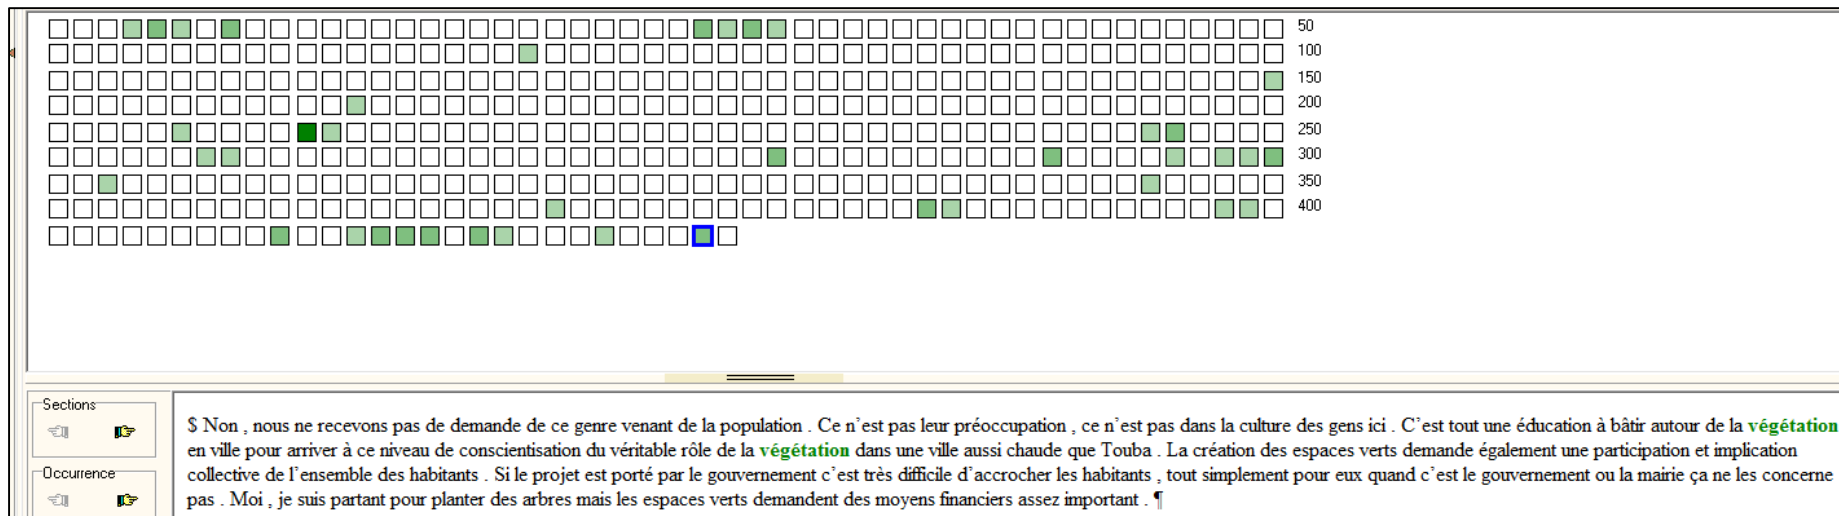 50
100
150
200
250
300
350
400
Sections
Occurrence
$ Non , nous ne recevons pas de demande de ce genre venant de la population . Ce n’est pas leur préoccupation , ce n’est pas dans la culture des gens ici . C’est tout une éducation à bâtir autour de la végétation
en ville pour arriver à ce niveau de conscientisation du véritable rôle de la végétation dans une ville aussi chaude que Touba . La création des espaces verts demande également une participation et implication
collective de l’ensemble des habitants . Si le projet est porté par le gouvernement c’est très difficile d’accrocher les habitants , tout simplement pour eux quand c’est le gouvernement ou la mairie ça ne les concerne
pas . Moi , je suis partant pour planter des arbres mais les espaces verts demandent des moyens financiers assez important . ¶